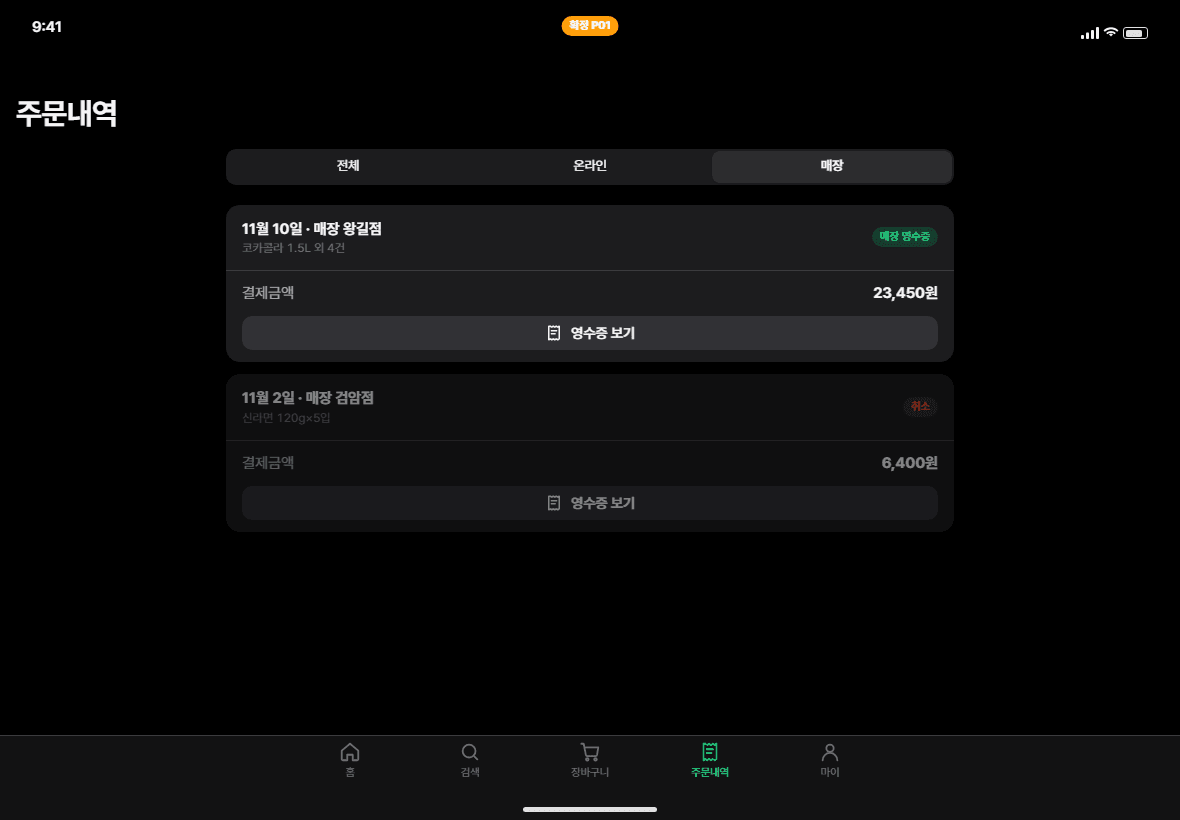 9:41
확정 P01
주문내역
전체
온라인
매장
11월 10일 · 매장 왕길점
코카콜라 1.5L 외 4건
매장 영수증
결제금액
23,450원
영수증 보기
11월 2일 · 매장 검암점
신라면 120g×5입
취소
결제금액
6,400원
영수증 보기
홈
검색
장바구니
주문내역
마이